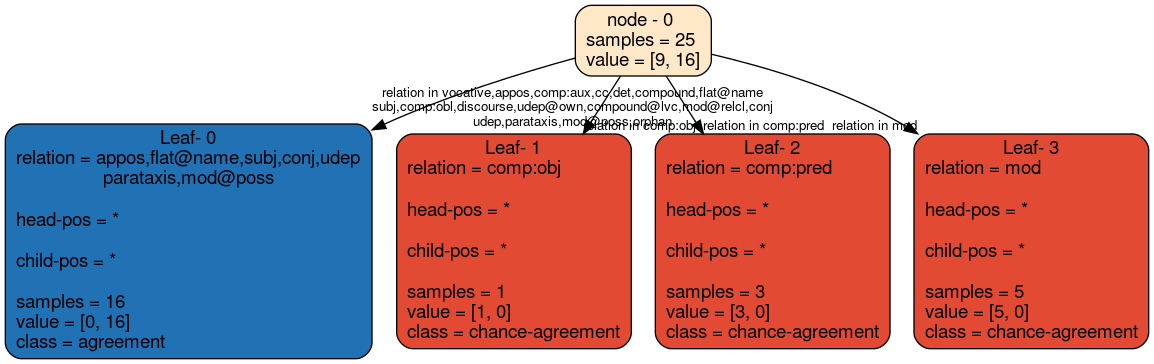 node - 0
samples = 25
value = [9, 16]
relation in vocative,appos,comp:aux,cc,det,compound,flat@name
subj,comp:obl,discourse,udep@own,compound@lvc,mod@relcl,conj
udep,parataxis,mod@poss,orphan
relation in comp:obj
relation in comp:pred
relation in mod
Leaf- 0
relation = appos,flat@name,subj,conj,udep
parataxis,mod@poss
head-pos = *
child-pos = *
samples = 16
value = [0, 16]
class = agreement
Leaf- 1
relation = comp:obj
head-pos = *
child-pos = *
samples = 1
value = [1, 0]
class = chance-agreement
Leaf- 2
relation = comp:pred
head-pos = *
child-pos = *
samples = 3
value = [3, 0]
class = chance-agreement
Leaf- 3
relation = mod
head-pos = *
child-pos = *
samples = 5
value = [5, 0]
class = chance-agreement